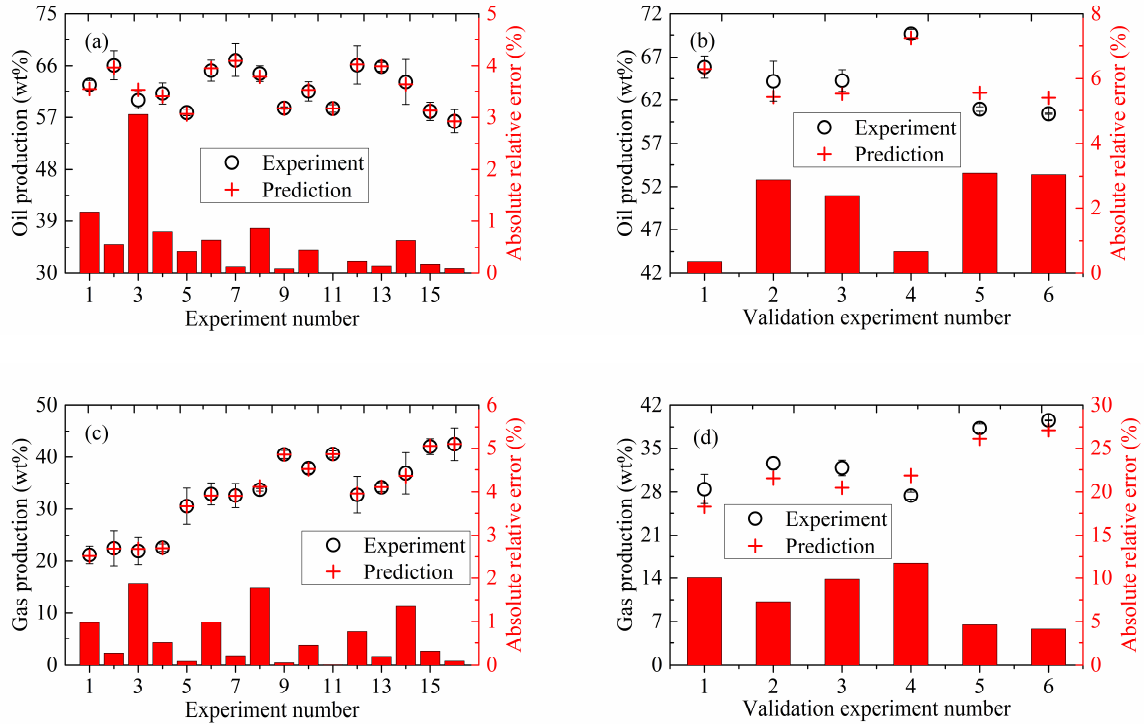 75 5 72 8
(a) (b)
66 4 67 6
57 3 62
Experiment Experiment
48 Prediction 2 57 Prediction 4
52
39 1 47 2
30 0 42 0
1 3 5 7 9 11 13 15 1 2 3 4 5 6
Experiment number Validation experiment number
Oil production (wt%)
Absolute relative error (%)
Oil production (wt%)
Absolute relative error (%)
50 6 42 30
(c) (d)
40 5 35 25
4 28 20
30 Experiment Experiment
3 21 15
Prediction Prediction
20 2 14 10
10 1 7 5
0 0 0 0
1 3 5 7 9 11 13 15 1 2 3 4 5 6
Experiment number Validation experiment number
Gas production (wt%)
Absolute relative error (%)
Gas production (wt%)
Absolute relative error (%)